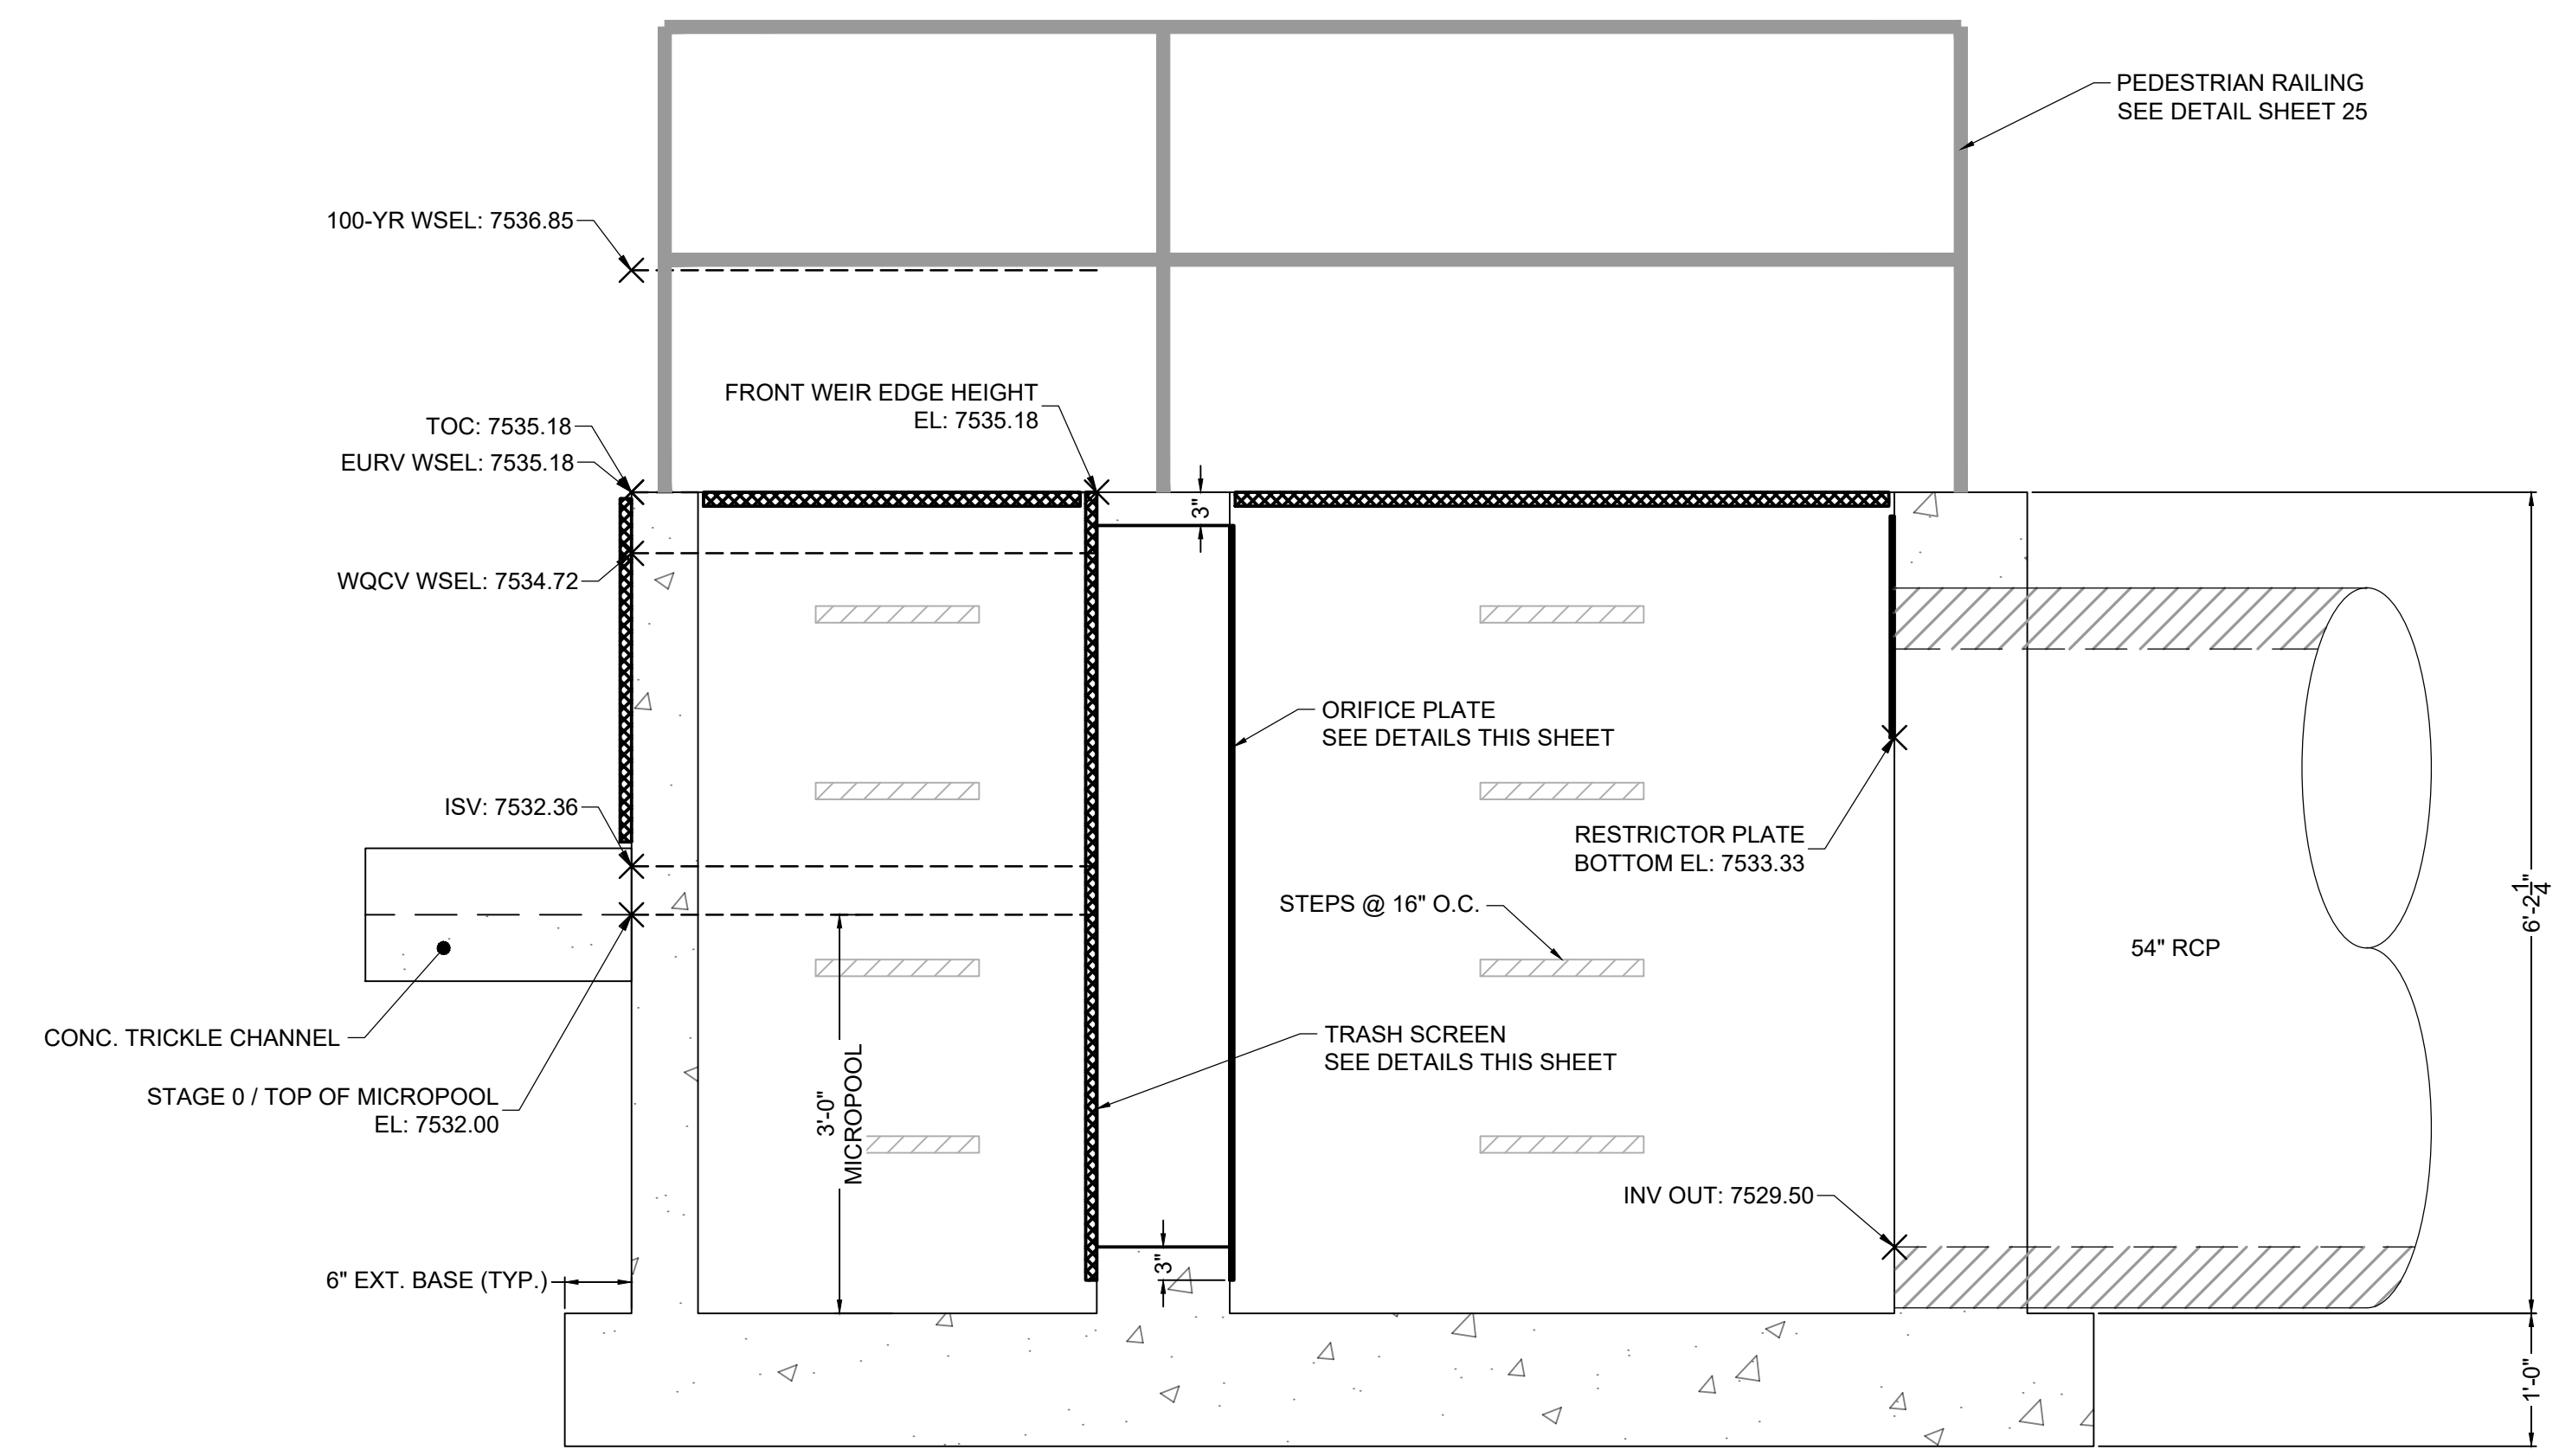 PEDESTRIAN RAILING
SEE DETAIL SHEET 25
100-YR WSEL: 7536.85
FRONT WEIR EDGE HEIGHT
EL: 7535.18
TOC: 7535.18
EURV WSEL: 7535.18
3"
WQCV WSEL: 7534.72
ORIFICE PLATE
SEE DETAILS THIS SHEET
ISV: 7532.36
RESTRICTOR PLATE
BOTTOM EL: 7533.33
STEPS @ 16" O.C.
6'-2 1/4"
54" RCP
CONC. TRICKLE CHANNEL
TRASH SCREEN
SEE DETAILS THIS SHEET
STAGE 0 / TOP OF MICROPOOL
EL: 7532.00
3'-0"
MICROPOOL
INV OUT: 7529.50
3"
6" EXT. BASE (TYP.)
1'-0"